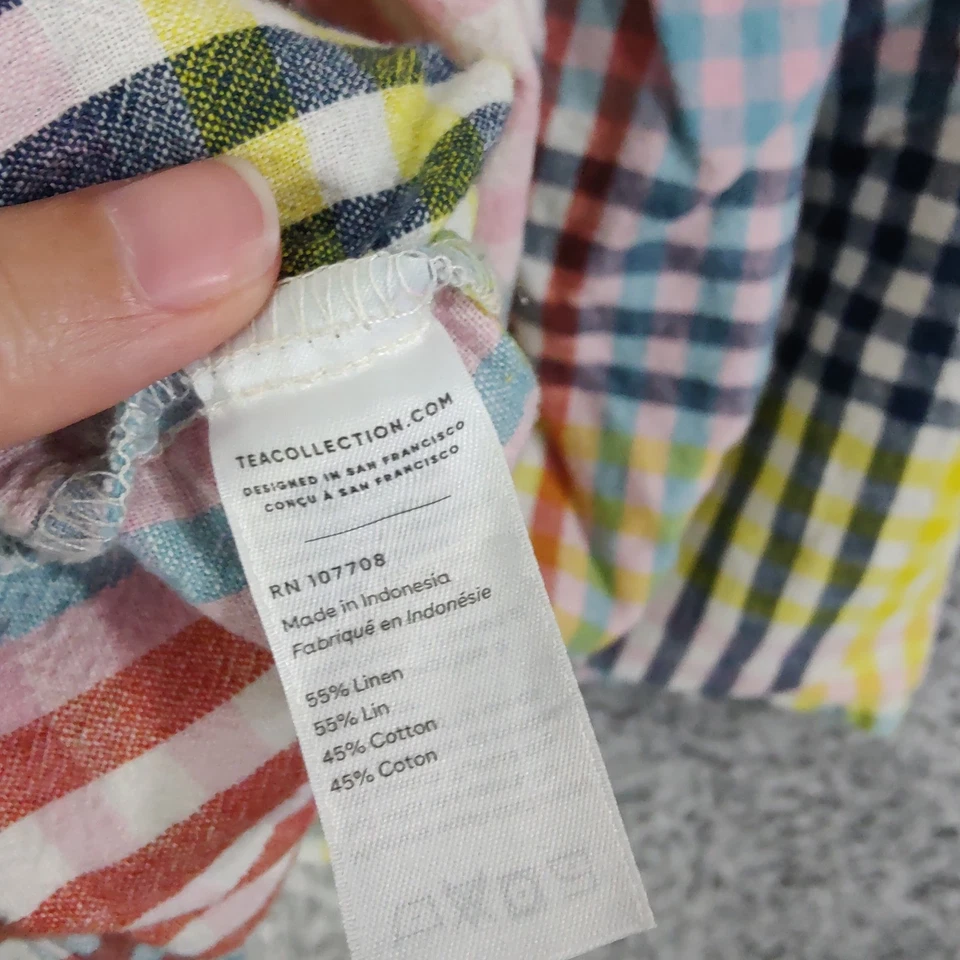 TEACOLLECTION.COM
DESIGNED IN SAN FRANCISCO
CONÇU À SAN FRANCISCO
RN 107708
Made in Indonesia
Fabriqué en Indonésie
55% Linen
55% Lin
45% Cotton
45% Coton